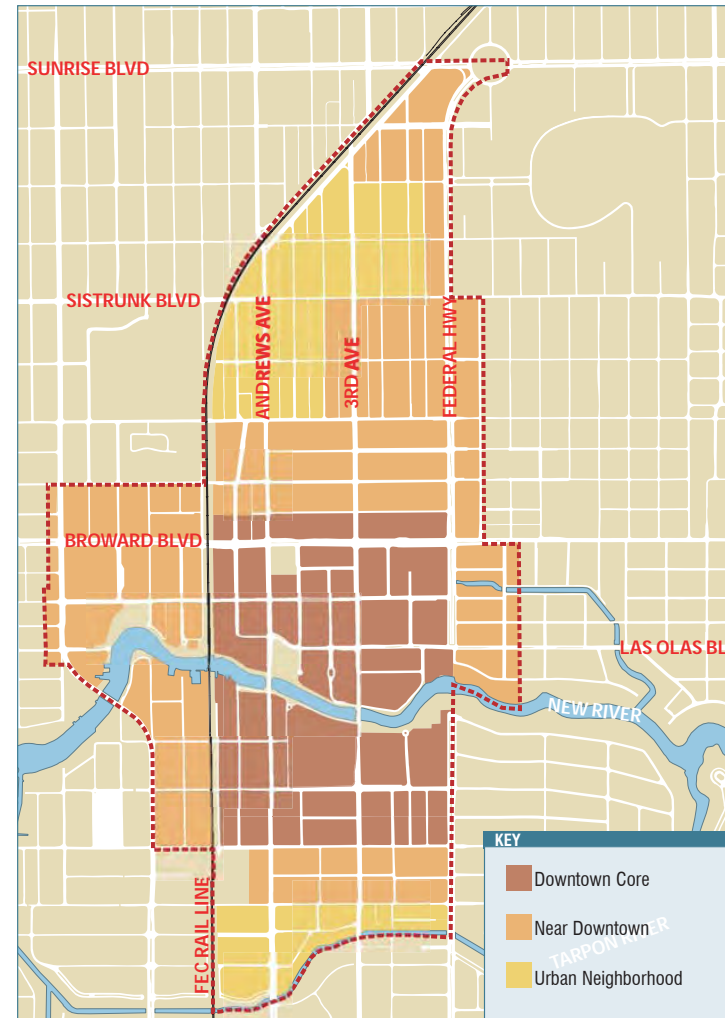 SUNRISE BLVD
SISTRUNK BLVD
ANDREWS AVE
3RD AVE
FEDERAL HWY
BROWARD BLVD
LAS OLAS BL
NEW RIVER
FEC RAIL LINE
KEY
Downtown Core
Near Downtown
TARPON RIVER
Urban Neighborhood